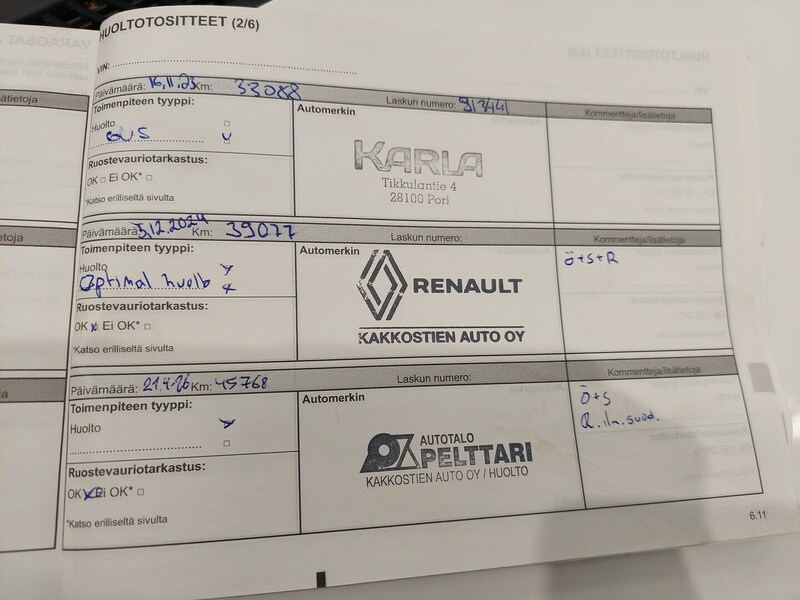 HUOLTOTOSITTEET (2/6)
VIN:
Päivämäärä: 16.11.23 Km: 33088 Laskun numero: 913441 Kommentteja/lisätietoja
Toimenpiteen tyyppi:
Huolto
Ruostevauriotarkastus:
OK □ Ei OK* □
*Katso erilliseltä sivulta
Automerkin
KARLA
Tikkulantie 4
28100 Pori
Päivämäärä: 5.12.2024 Km: 39077 Laskun numero: Kommentteja/lisätietoja
Toimenpiteen tyyppi:
Huolto
Optimal huolto
Ruostevauriotarkastus:
OK x Ei OK* □
*Katso erilliseltä sivulta
Automerkin
RENAULT
KAKKOSTIEN AUTO OY
Ö+S+R
Päivämäärä: 21.4.26 Km: 45768 Laskun numero: Kommentteja/lisätietoja
Toimenpiteen tyyppi:
Huolto
Ruostevauriotarkastus:
OK x Ei OK* □
*Katso erilliseltä sivulta
Automerkin
AUTOTALO
PELTTARI
KAKKOSTIEN AUTO OY / HUOLTO
Ö+S
R.ilm.suod.
6.11